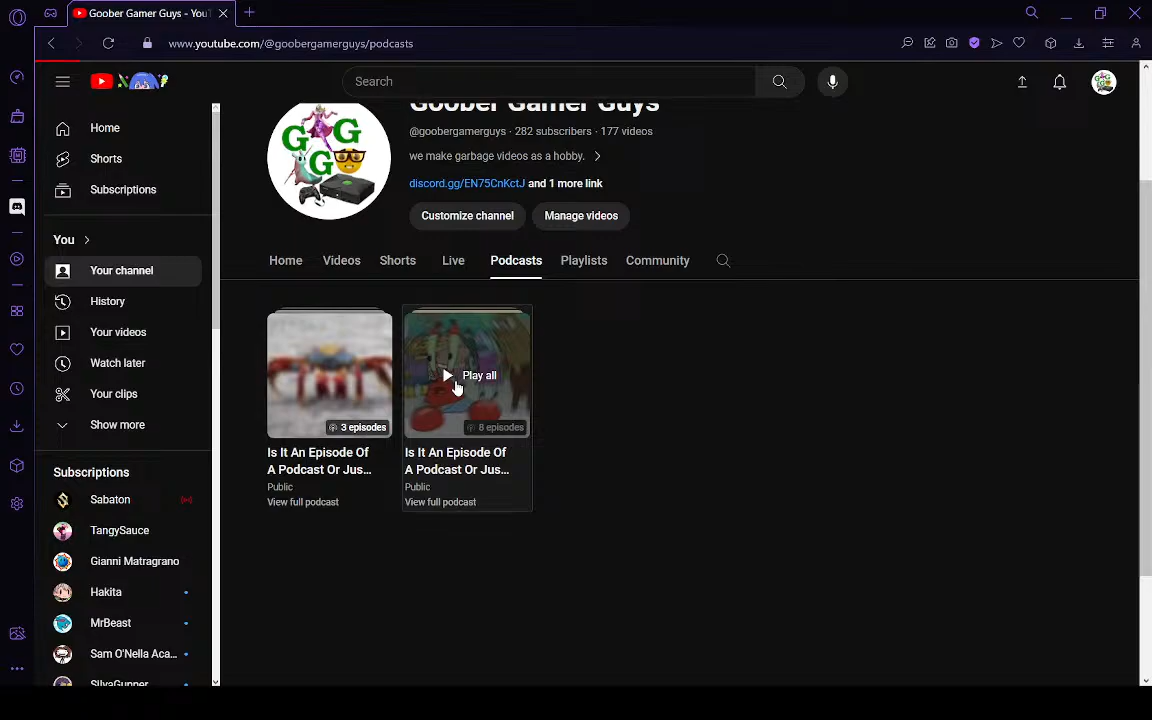 Goober Gamer Guys - YouT
www.youtube.com/@goobergamerguys/podcasts
Search
Home
Shorts
Subscriptions
You
Your channel
History
Your videos
Watch later
Your clips
Show more
Subscriptions
Sabaton
TangySauce
Gianni Matragrano
Hakita
MrBeast
Sam O'Nella Aca...
SilvaGunner
Goober Gamer Guys
@goobergamerguys · 282 subscribers · 177 videos
we make garbage videos as a hobby.
discord.gg/EN75CnKctJ and 1 more link
Customize channel Manage videos
Home Videos Shorts Live Podcasts Playlists Community
G G
G
3 episodes
Is It An Episode Of
A Podcast Or Jus...
Public
View full podcast
Play all
8 episodes
Is It An Episode Of
A Podcast Or Jus...
Public
View full podcast